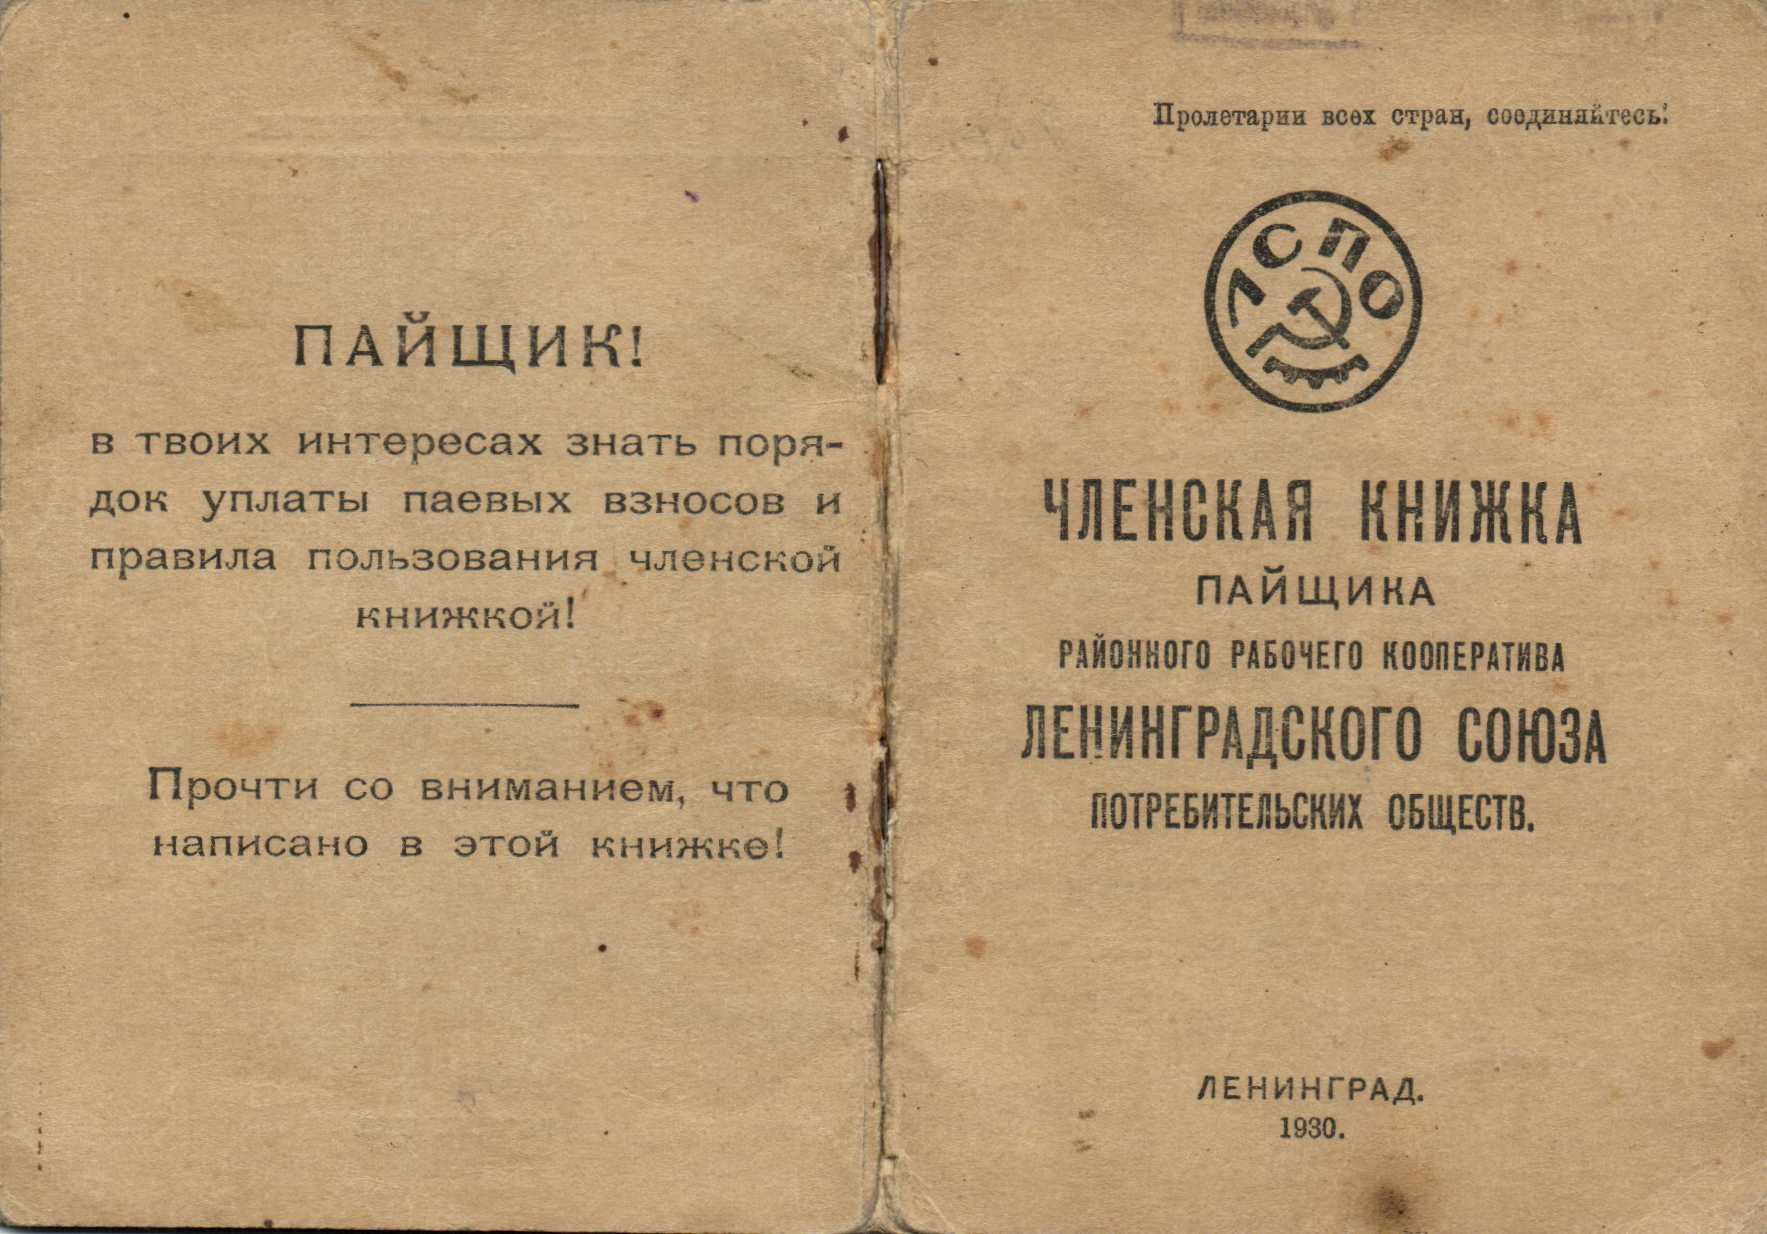 ПАЙЩИК!
в твоих интересах знать поря-
док уплаты паевых взносов и
правила пользования членской
книжкой!
Прочти со вниманием, что
написано в этой книжке!
Пролетарии всех стран, соединяйтесь!
ЛСПО
ЧЛЕНСКАЯ КНИЖКА
ПАЙЩИКА
РАЙОННОГО РАБОЧЕГО КООПЕРАТИВА
ЛЕНИНГРАДСКОГО СОЮЗА
ПОТРЕБИТЕЛЬСКИХ ОБЩЕСТВ.
ЛЕНИНГРАД.
1930.